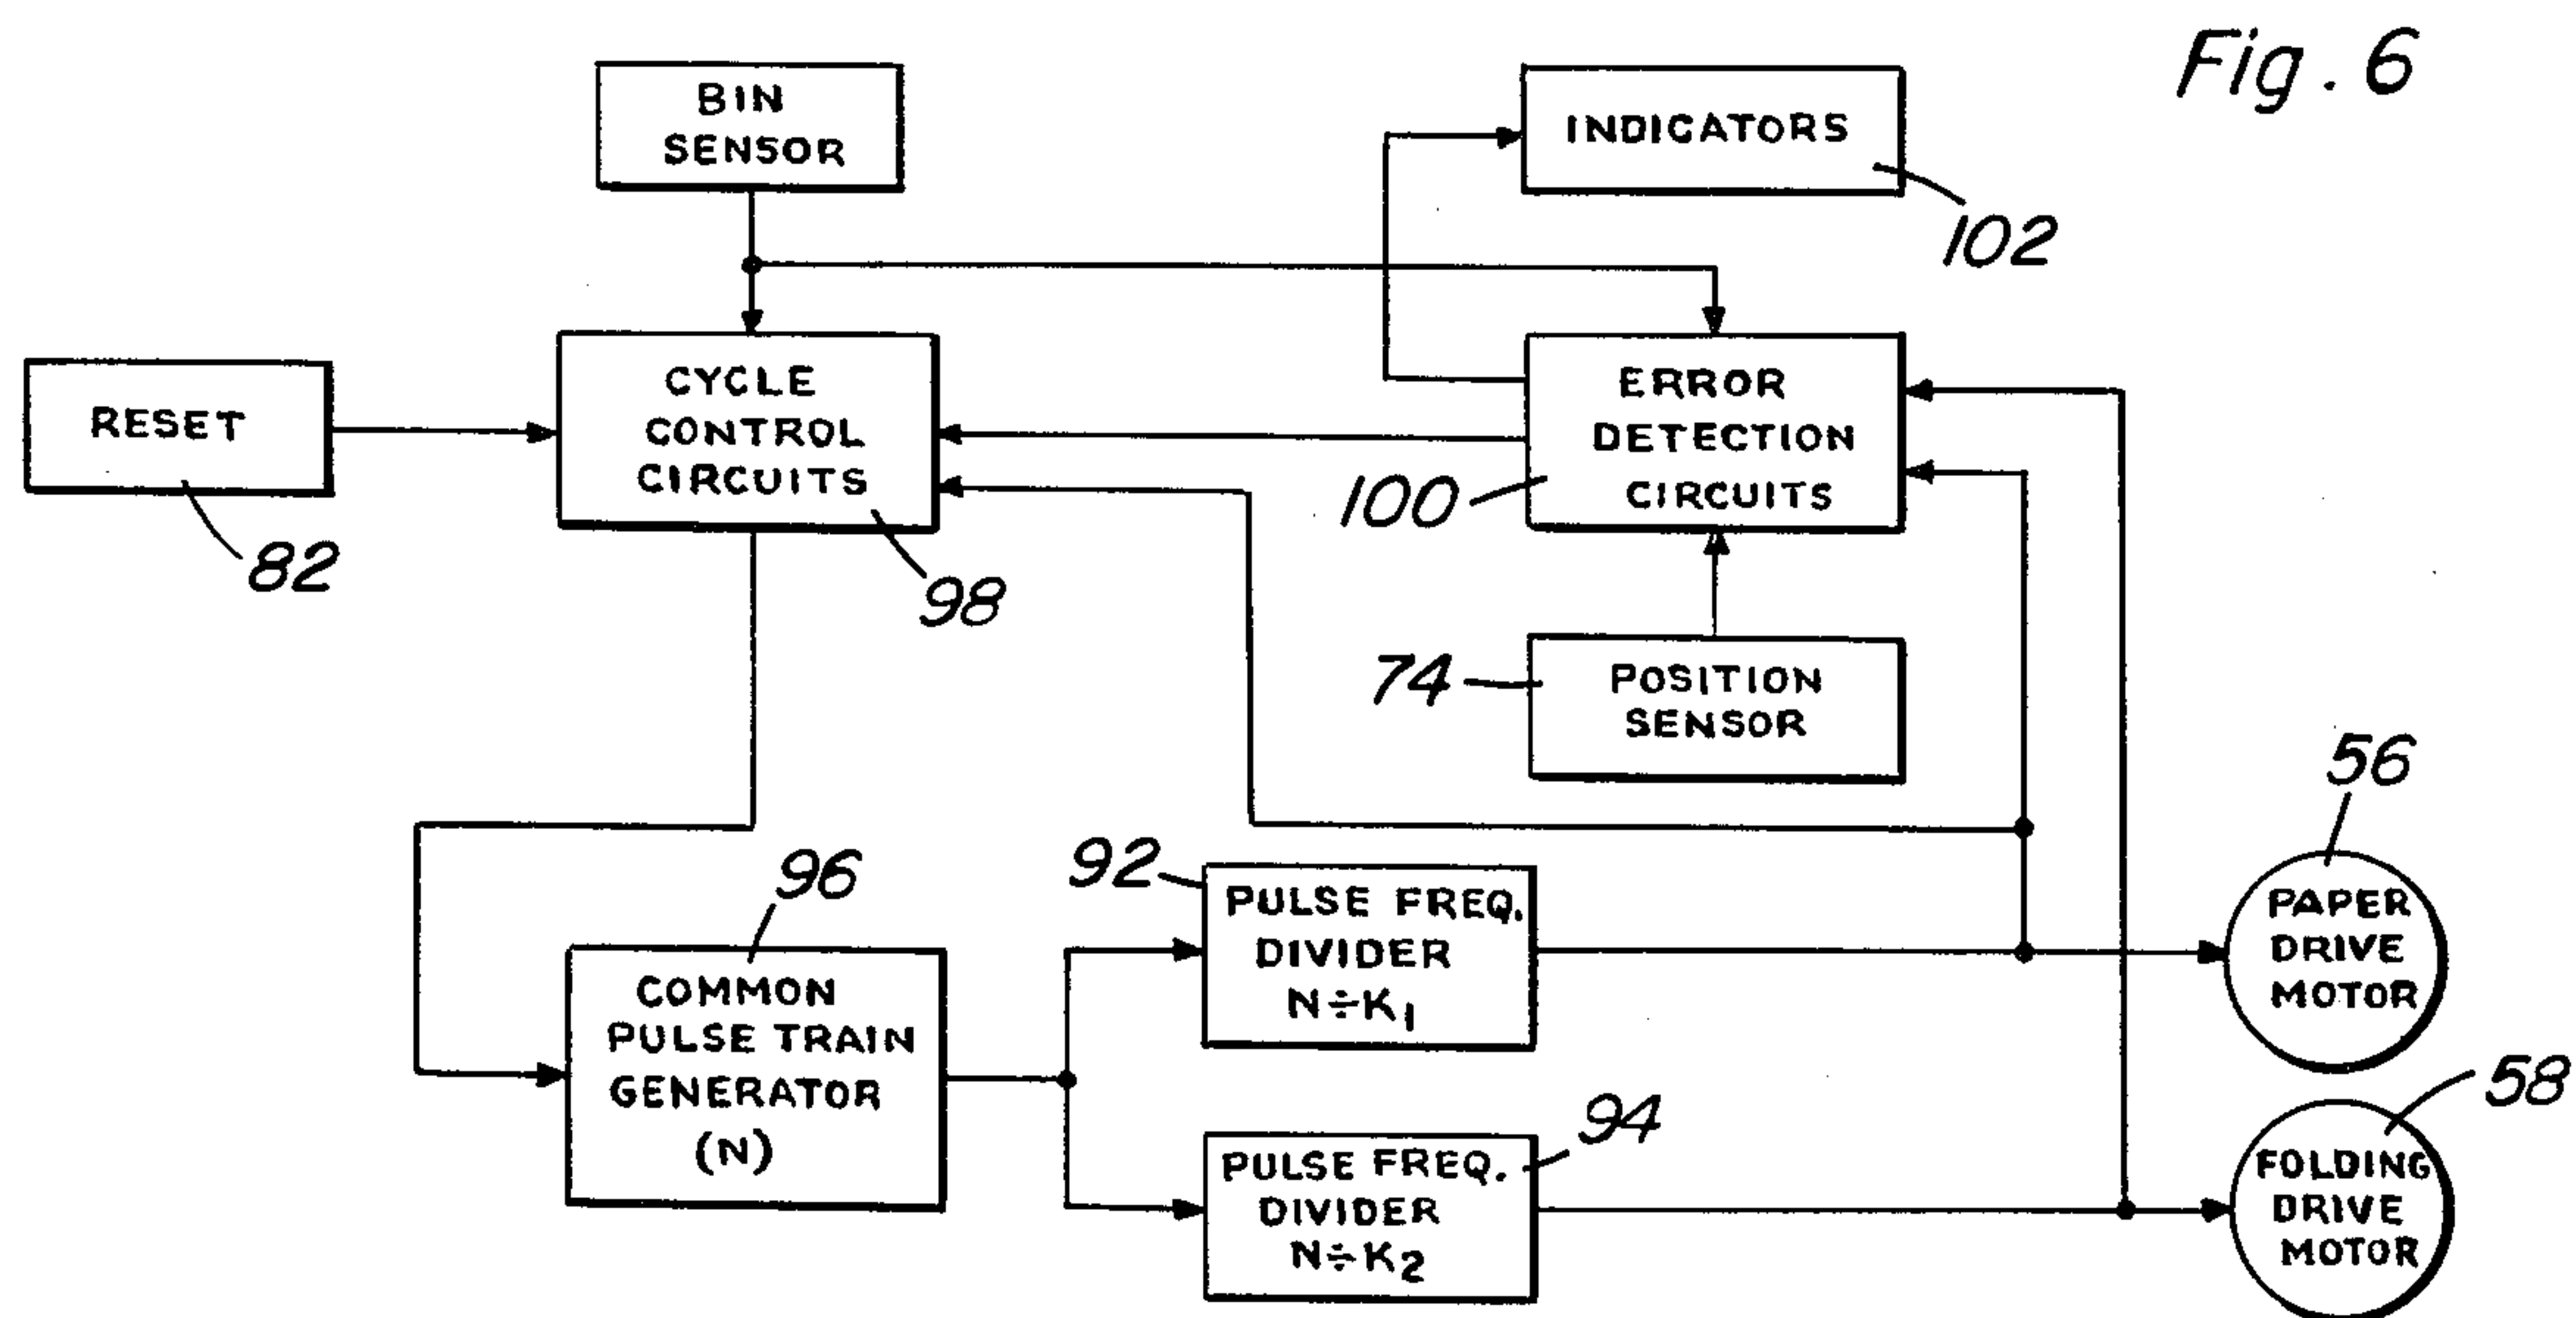 Fig. 6
BIN
SENSOR
INDICATORS
102
RESET
82
CYCLE
CONTROL
CIRCUITS
98
ERROR
DETECTION
CIRCUITS
100
74
POSITION
SENSOR
56
PAPER
DRIVE
MOTOR
92
PULSE FREQ.
DIVIDER
N÷K₁
96
COMMON
PULSE TRAIN
GENERATOR
(N)
94
PULSE FREQ.
DIVIDER
N÷K₂
58
FOLDING
DRIVE
MOTOR